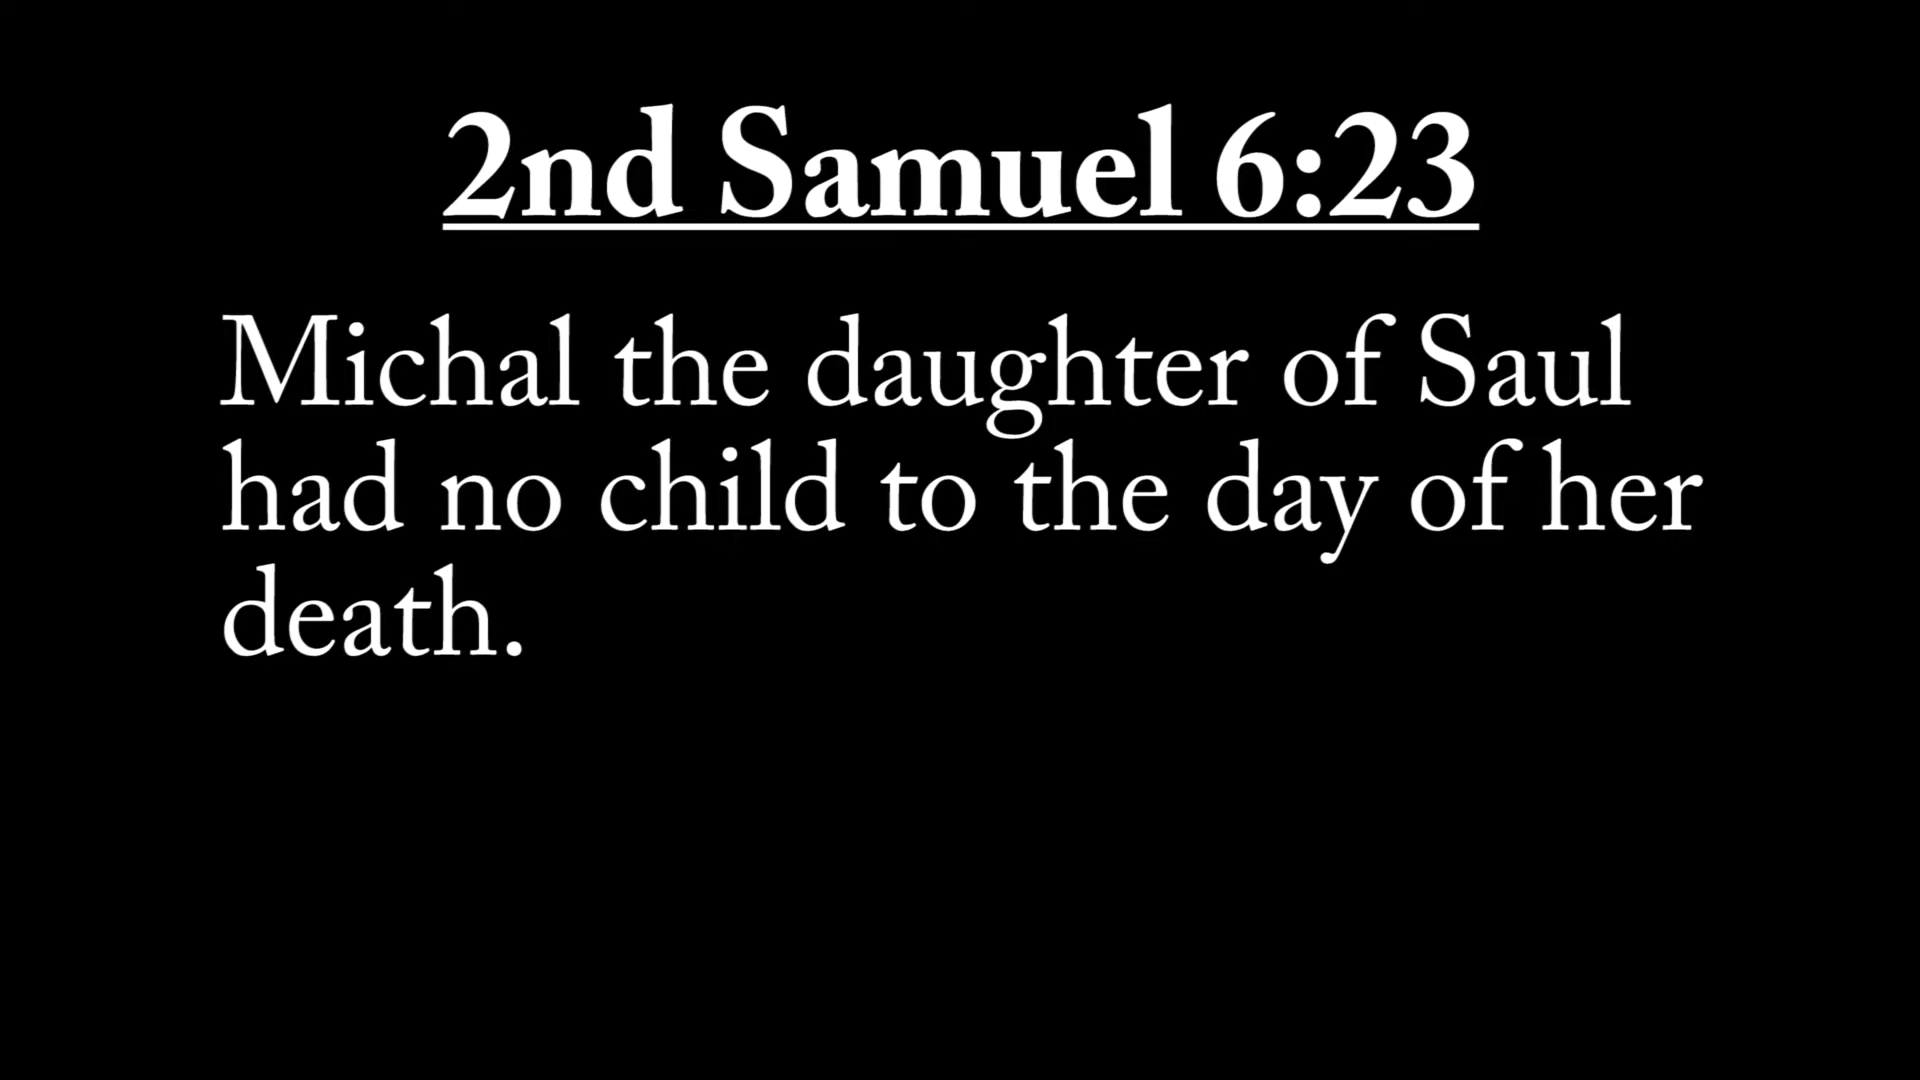 2nd Samuel 6:23
Michal the daughter of Saul
had no child to the day of her
death.